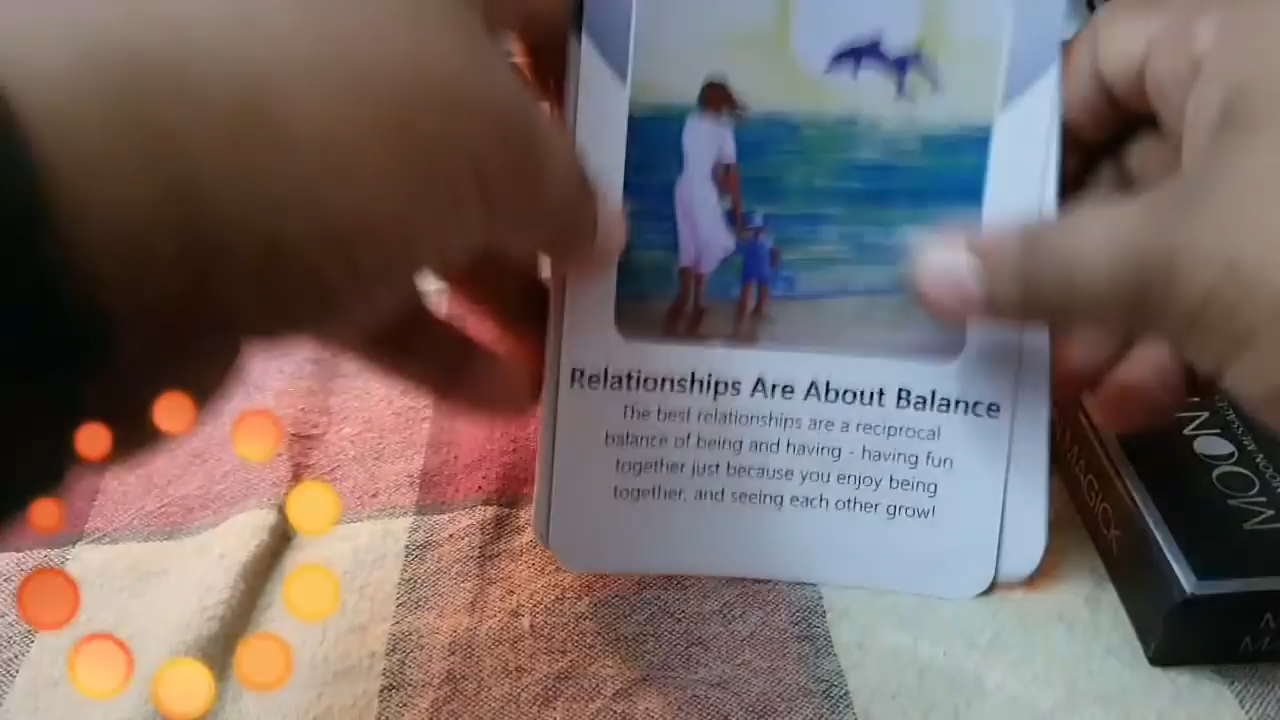 Relationships Are About Balance
The best relationships are a reciprocal
balance of being and having - having fun
together just because you enjoy being
together, and seeing each other grow!
MAGICK
MOON